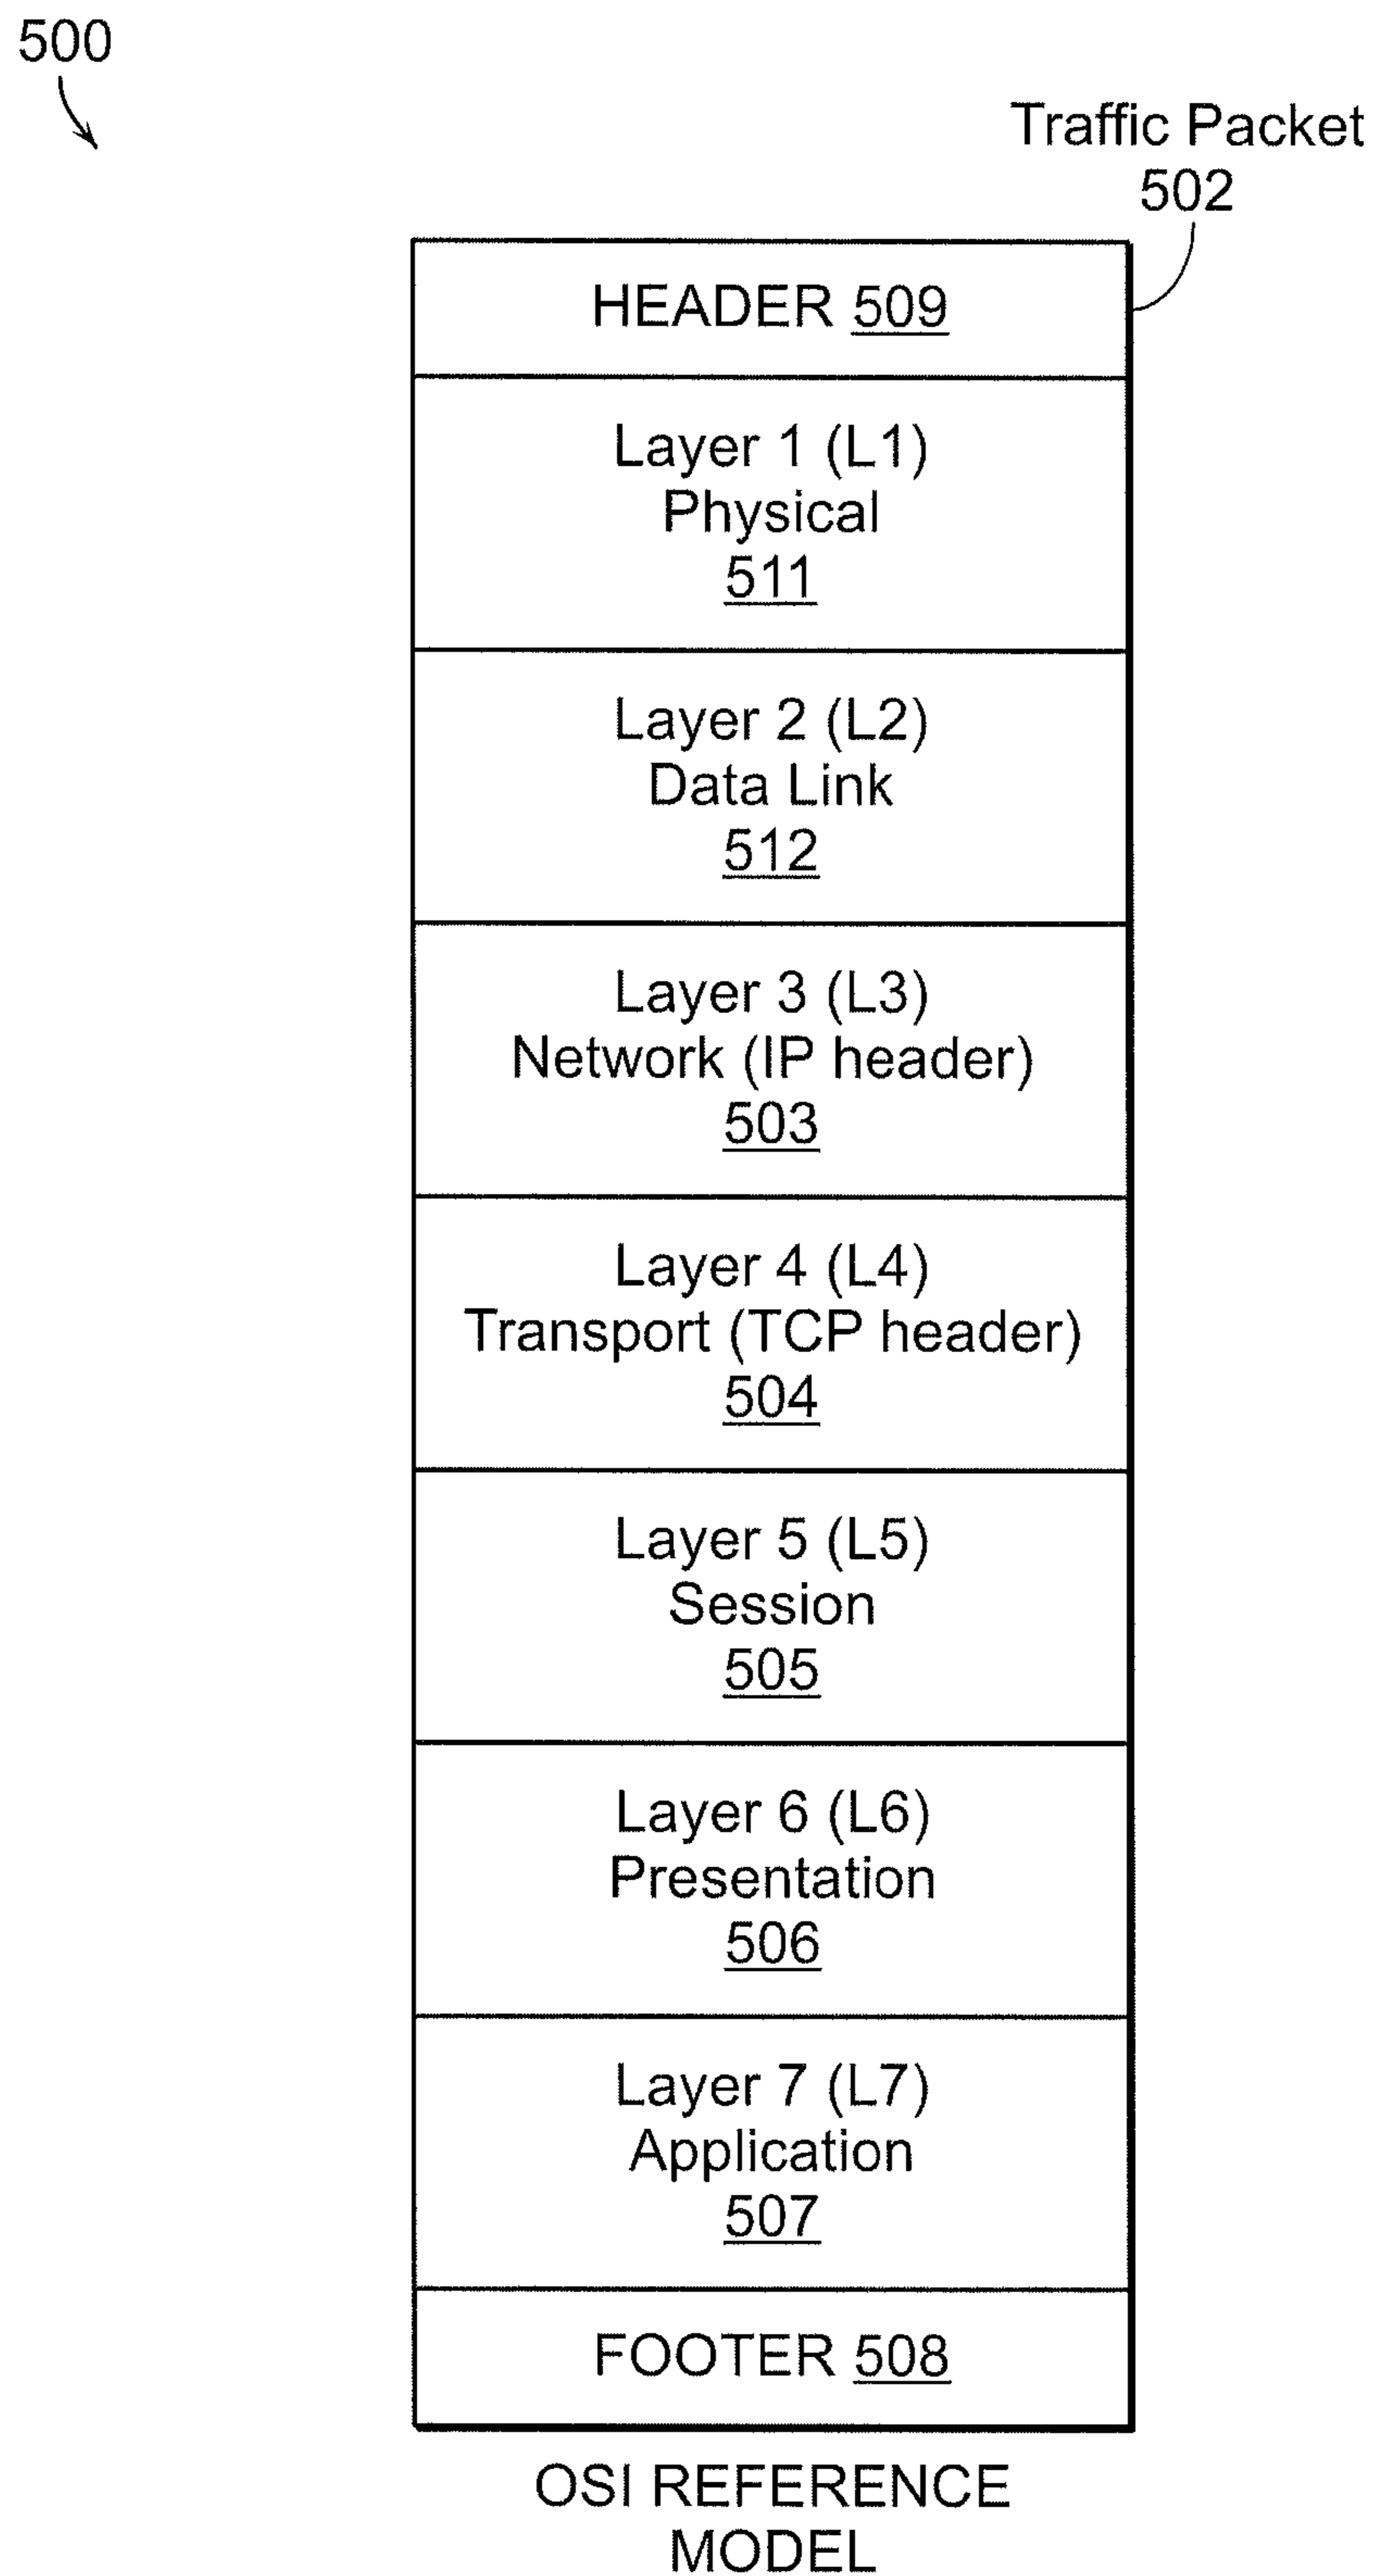 500
Traffic Packet
502
HEADER 509
Layer 1 (L1)
Physical
511
Layer 2 (L2)
Data Link
512
Layer 3 (L3)
Network (IP header)
503
Layer 4 (L4)
Transport (TCP header)
504
Layer 5 (L5)
Session
505
Layer 6 (L6)
Presentation
506
Layer 7 (L7)
Application
507
FOOTER 508
OSI REFERENCE
MODEL